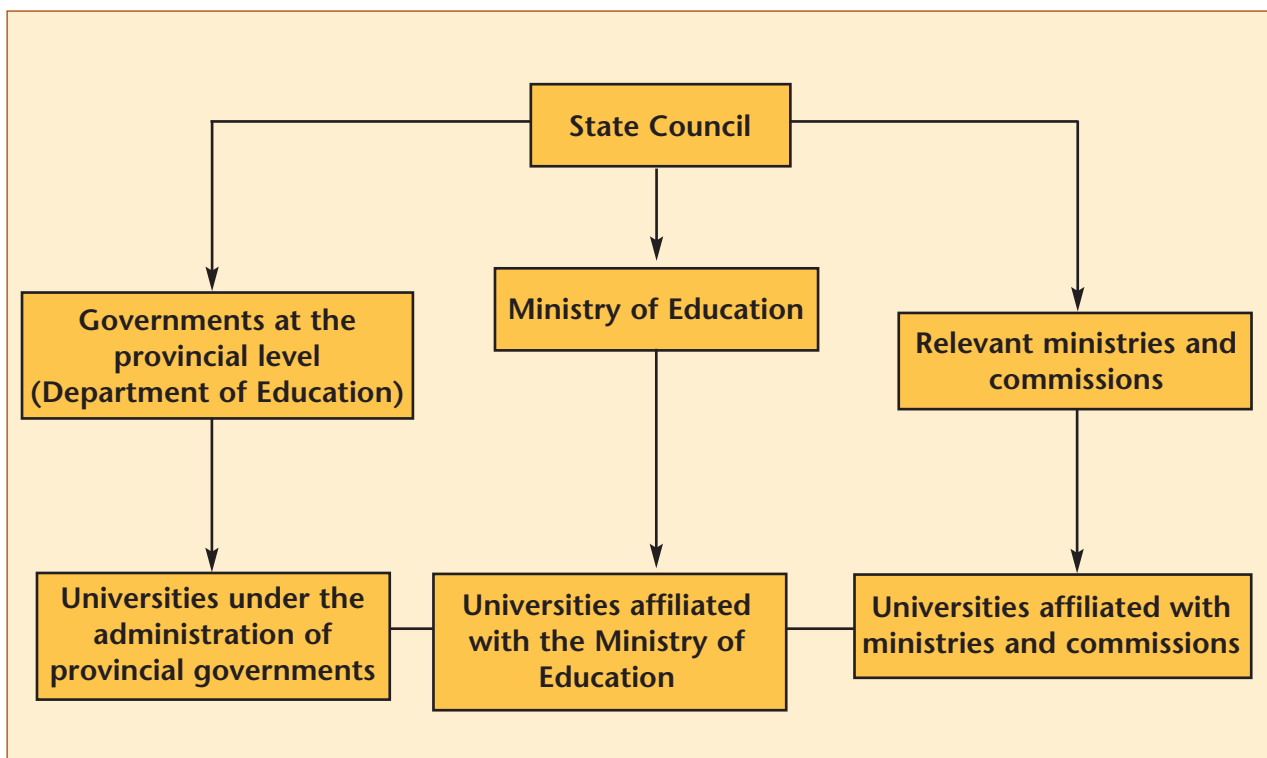 State Council
Governments at the
provincial level
(Department of Education)
Ministry of Education
Relevant ministries and
commissions
Universities under the
administration of
provincial governments
Universities affiliated
with the Ministry of
Education
Universities affiliated with
ministries and commissions